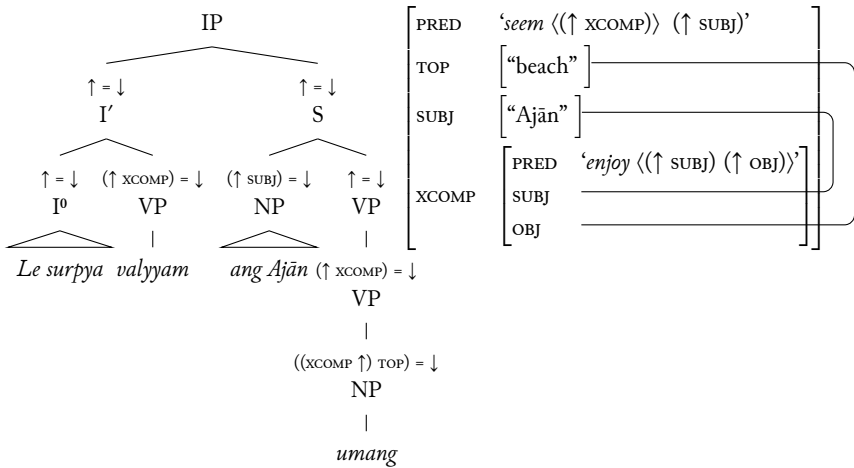 IP
↑ = ↓ ↑ = ↓
I′ S
↑ = ↓ (↑ XCOMP) = ↓ (↑ SUBJ) = ↓ ↑ = ↓
I⁰ VP NP VP
Le surpya valyyam ang Ajān (↑ XCOMP) = ↓
VP
((XCOMP ↑) TOP) = ↓
NP
umang
PRED ‘seem ⟨(↑ XCOMP)⟩ (↑ SUBJ)’
TOP [“beach”]
SUBJ [“Ajān”]
XCOMP
PRED ‘enjoy ⟨(↑ SUBJ) (↑ OBJ)⟩’
SUBJ
OBJ